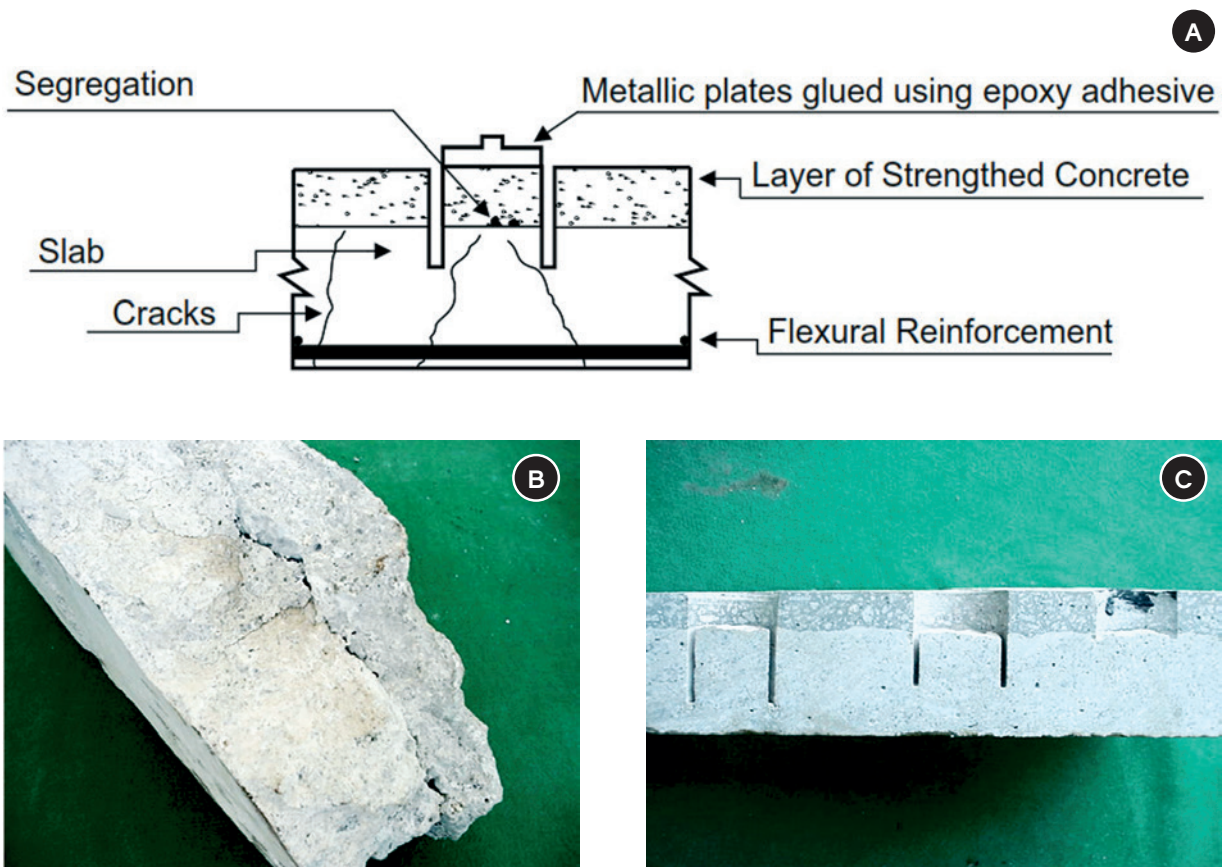 A
Segregation
Metallic plates glued using epoxy adhesive
Layer of Strengthed Concrete
Slab
Cracks
Flexural Reinforcement
B
C